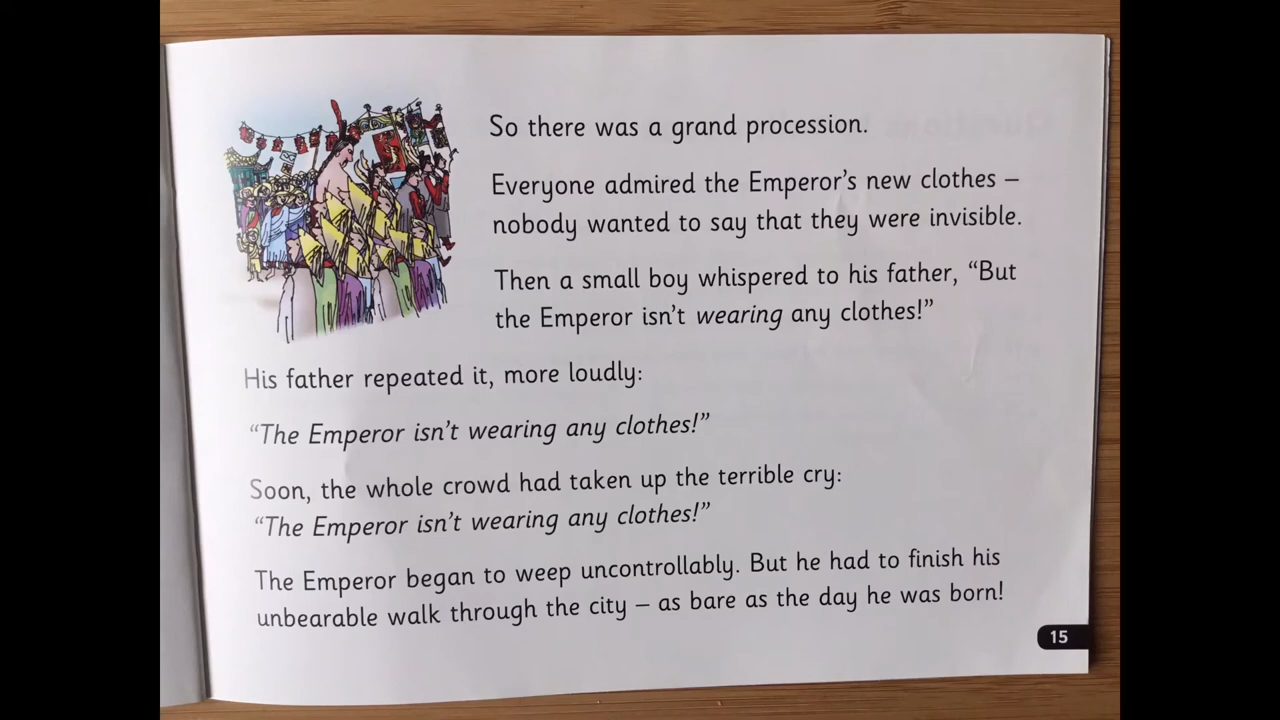 So there was a grand procession.
Everyone admired the Emperor's new clothes –
nobody wanted to say that they were invisible.
Then a small boy whispered to his father, “But
the Emperor isn't wearing any clothes!”
His father repeated it, more loudly:
“The Emperor isn't wearing any clothes!”
Soon, the whole crowd had taken up the terrible cry:
“The Emperor isn't wearing any clothes!”
The Emperor began to weep uncontrollably. But he had to finish his
unbearable walk through the city – as bare as the day he was born!
15